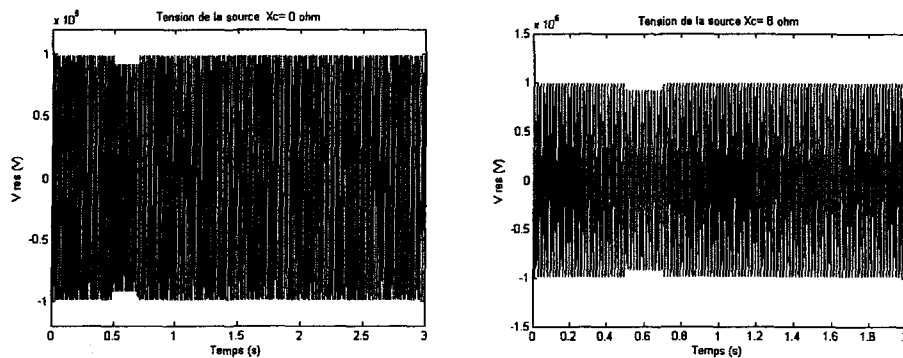 Tension de la source Xc= 0 ohm
x 10
1
0.5
0
-0.5
-1
V res (V)
0 0.5 1 1.5 2 2.5 3
Temps (s)
Tension de la source Xc= 6 ohm
x 10
1.5
1
0.5
0
-0.5
-1
-1.5
V res (V)
0 0.2 0.4 0.6 0.8 1 1.2 1.4 1.6 1.8 2
Temps (s)